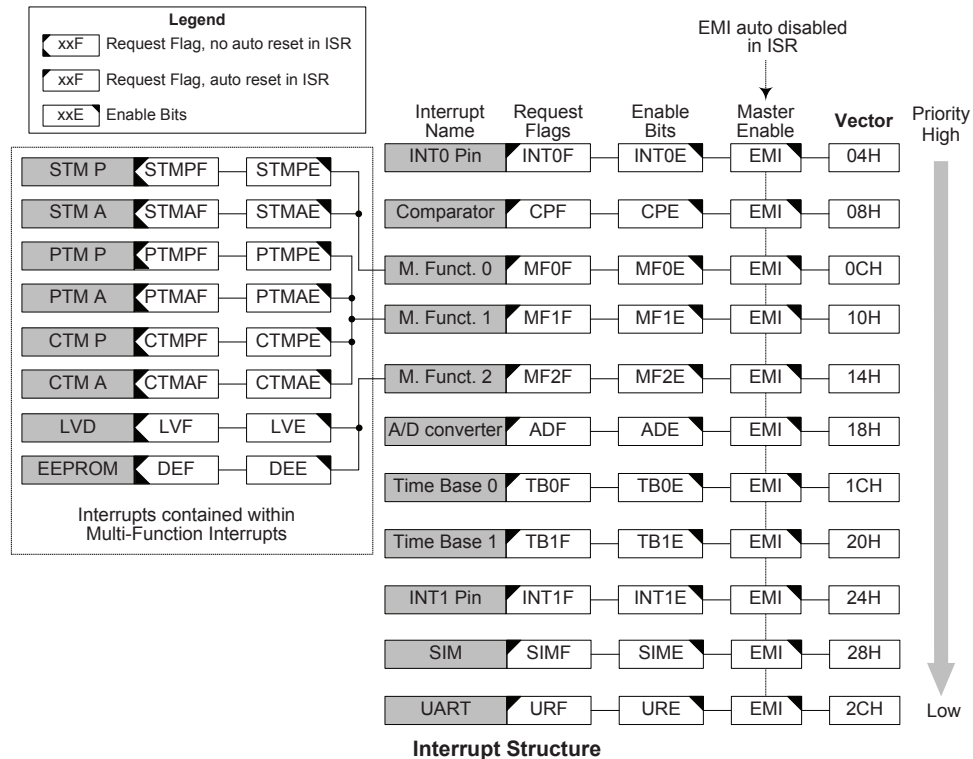 Legend
xxF Request Flag, no auto reset in ISR
xxF Request Flag, auto reset in ISR
xxE Enable Bits
EMI auto disabled
in ISR
Interrupt Name Request Flags Enable Bits Master Enable Vector Priority High
STM P STMPF STMPE
STM A STMAF STMAE
PTM P PTMPF PTMPE
PTM A PTMAF PTMAE
CTM P CTMPF CTMPE
CTM A CTMAF CTMAE
LVD LVF LVE
EEPROM DEF DEE
Interrupts contained within
Multi-Function Interrupts
INT0 Pin INT0F INT0E EMI 04H
Comparator CPF CPE EMI 08H
M. Funct. 0 MF0F MF0E EMI 0CH
M. Funct. 1 MF1F MF1E EMI 10H
M. Funct. 2 MF2F MF2E EMI 14H
A/D converter ADF ADE EMI 18H
Time Base 0 TB0F TB0E EMI 1CH
Time Base 1 TB1F TB1E EMI 20H
INT1 Pin INT1F INT1E EMI 24H
SIM SIMF SIME EMI 28H
UART URF URE EMI 2CH Low
Interrupt Structure